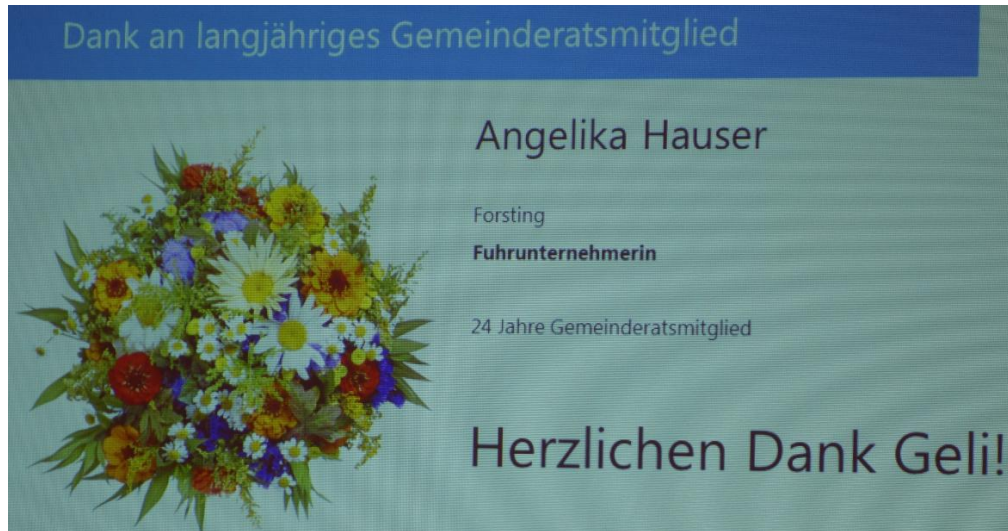 Dank an langjähriges Gemeinderatsmitglied
Angelika Hauser
Forsting
Fuhrunternehmerin
24 Jahre Gemeinderatsmitglied
Herzlichen Dank Geli!